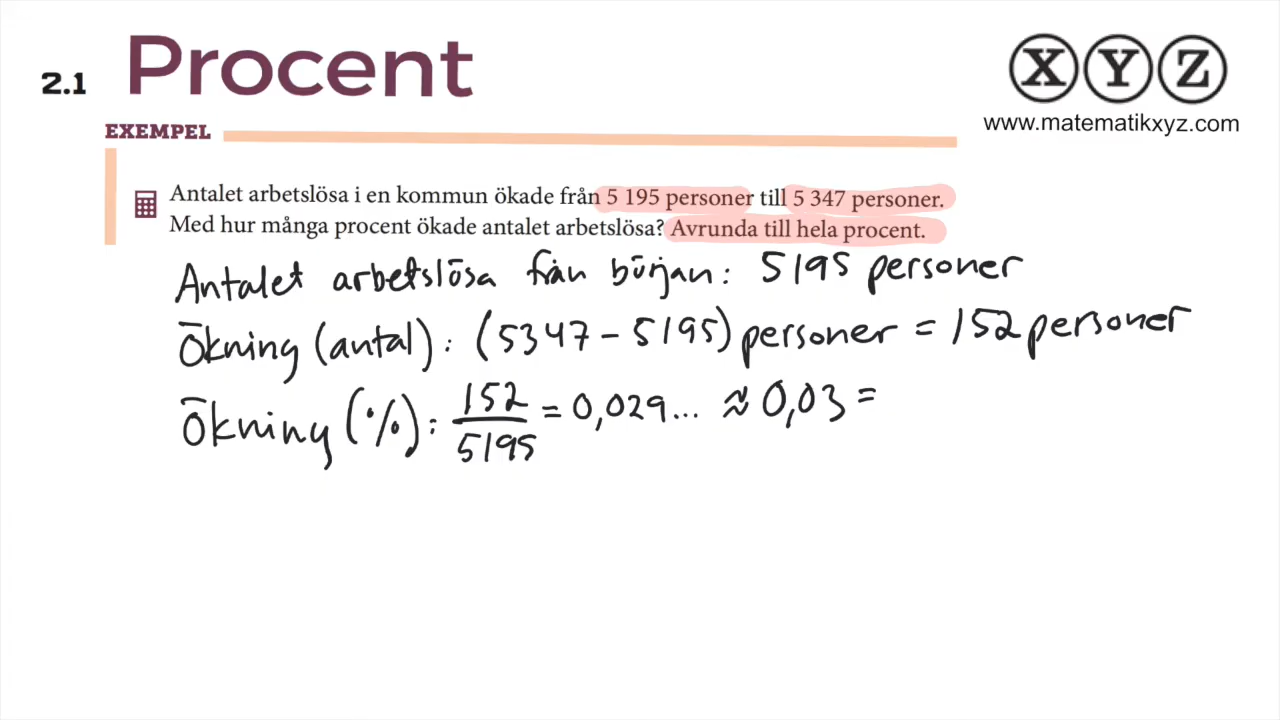 2.1 Procent
XYZ
www.matematikxyz.com
EXEMPEL
Antalet arbetslösa i en kommun ökade från 5 195 personer till 5 347 personer.
Med hur många procent ökade antalet arbetslösa? Avrunda till hela procent.
Antalet arbetslösa från början: 5195 personer
Ökning (antal): (5347 – 5195) personer = 152 personer
Ökning (%): 152/5195 = 0,029... ≈ 0,03 =